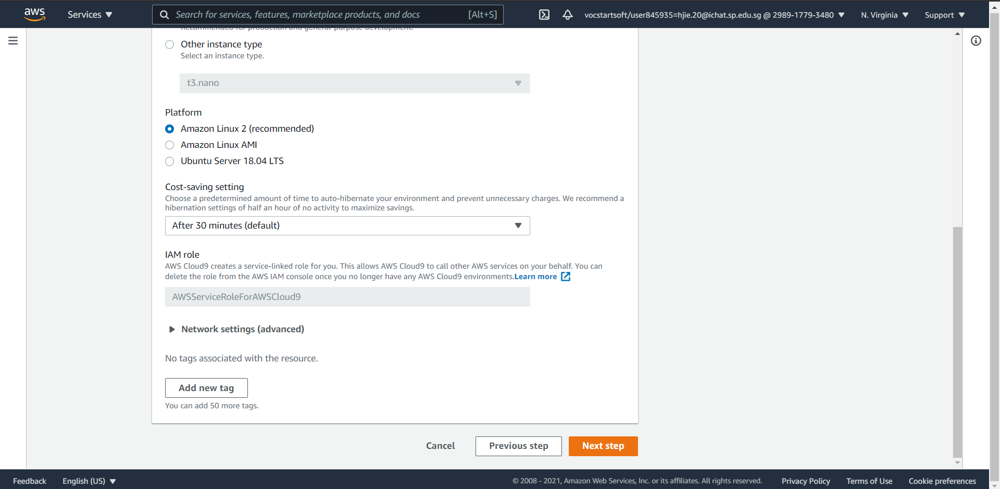 aws
Services
Search for services, features, marketplace products, and docs
[Alt+S]
vocstartsoft/user845935=hjie.20@ichat.sp.edu.sg @ 2989-1779-3480
N. Virginia
Support
Recommended for production and general-purpose development.
Other instance type
Select an instance type.
t3.nano
Platform
Amazon Linux 2 (recommended)
Amazon Linux AMI
Ubuntu Server 18.04 LTS
Cost-saving setting
Choose a predetermined amount of time to auto-hibernate your environment and prevent unnecessary charges. We recommend a
hibernation settings of half an hour of no activity to maximize savings.
After 30 minutes (default)
IAM role
AWS Cloud9 creates a service-linked role for you. This allows AWS Cloud9 to call other AWS services on your behalf. You can
delete the role from the AWS IAM console once you no longer have any AWS Cloud9 environments.Learn more
AWSServiceRoleForAWSCloud9
Network settings (advanced)
No tags associated with the resource.
Add new tag
You can add 50 more tags.
Cancel
Previous step
Next step
Feedback
English (US)
© 2008 - 2021, Amazon Web Services, Inc. or its affiliates. All rights reserved.
Privacy Policy
Terms of Use
Cookie preferences